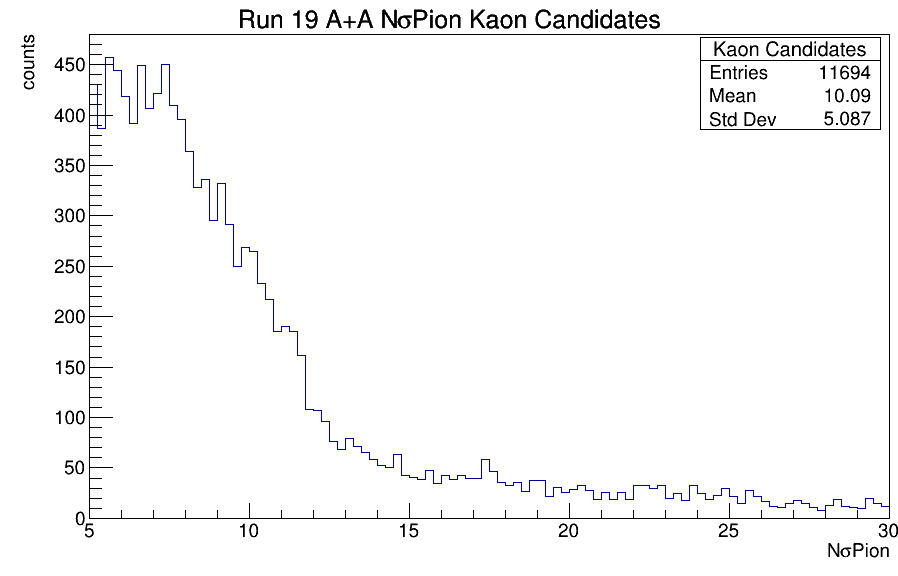 Run 19 A+A NσPion Kaon Candidates
counts
Kaon Candidates
Entries 11694
Mean 10.09
Std Dev 5.087
450
400
350
300
250
200
150
100
50
0
5 10 15 20 25 30
NσPion